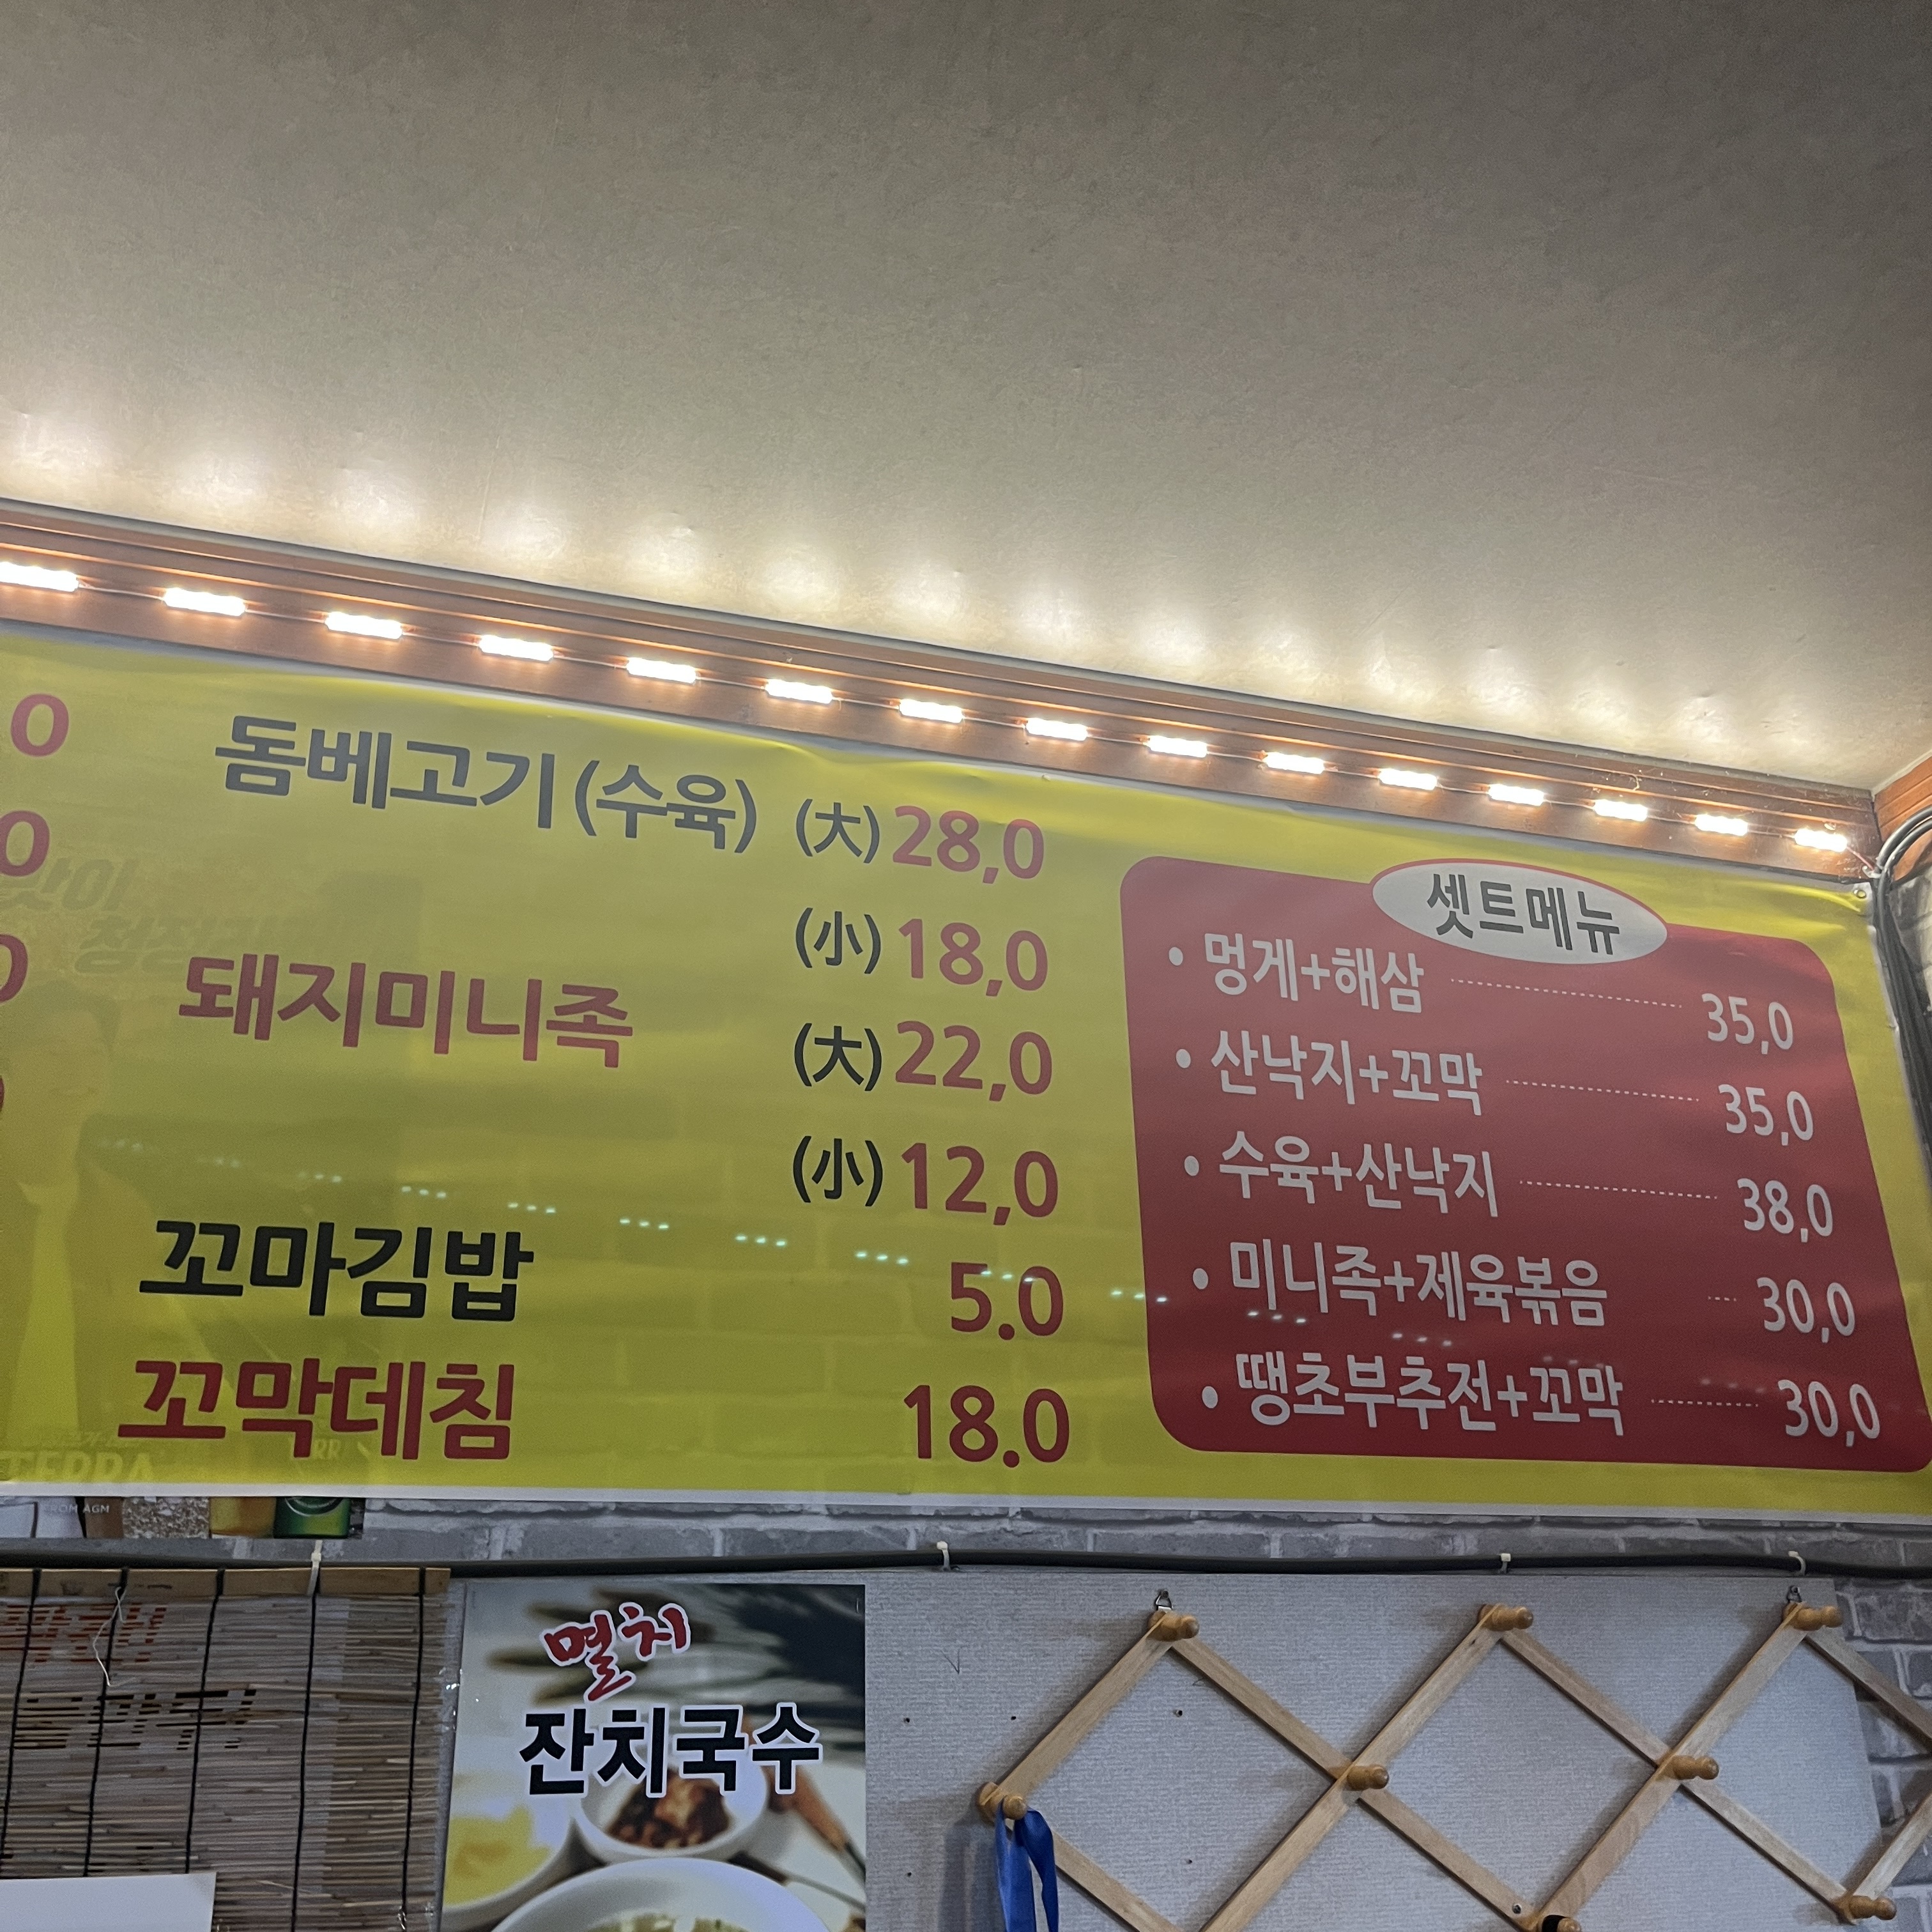 돔베고기 (수육) (大) 28,0
(小) 18,0
돼지미니족 (大) 22,0
(小) 12,0
꼬마김밥 5.0
꼬막데침 18.0
셋트메뉴
• 멍게+해삼 35,0
• 산낙지+꼬막 35,0
• 수육+산낙지 38,0
• 미니족+제육볶음 30,0
• 땡초부추전+꼬막 30,0
TERRA
FROM AGM
멸치
잔치국수